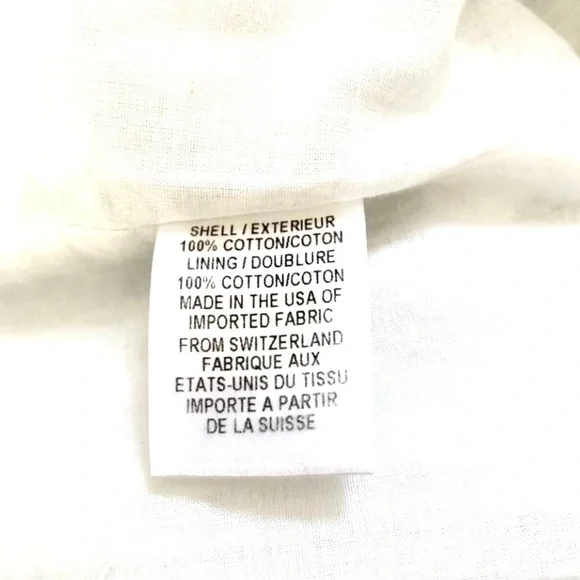 SHELL / EXTERIEUR
100% COTTON/COTON
LINING / DOUBLURE
100% COTTON/COTON
MADE IN THE USA OF
IMPORTED FABRIC
FROM SWITZERLAND
FABRIQUE AUX
ETATS-UNIS DU TISSU
IMPORTE A PARTIR
DE LA SUISSE